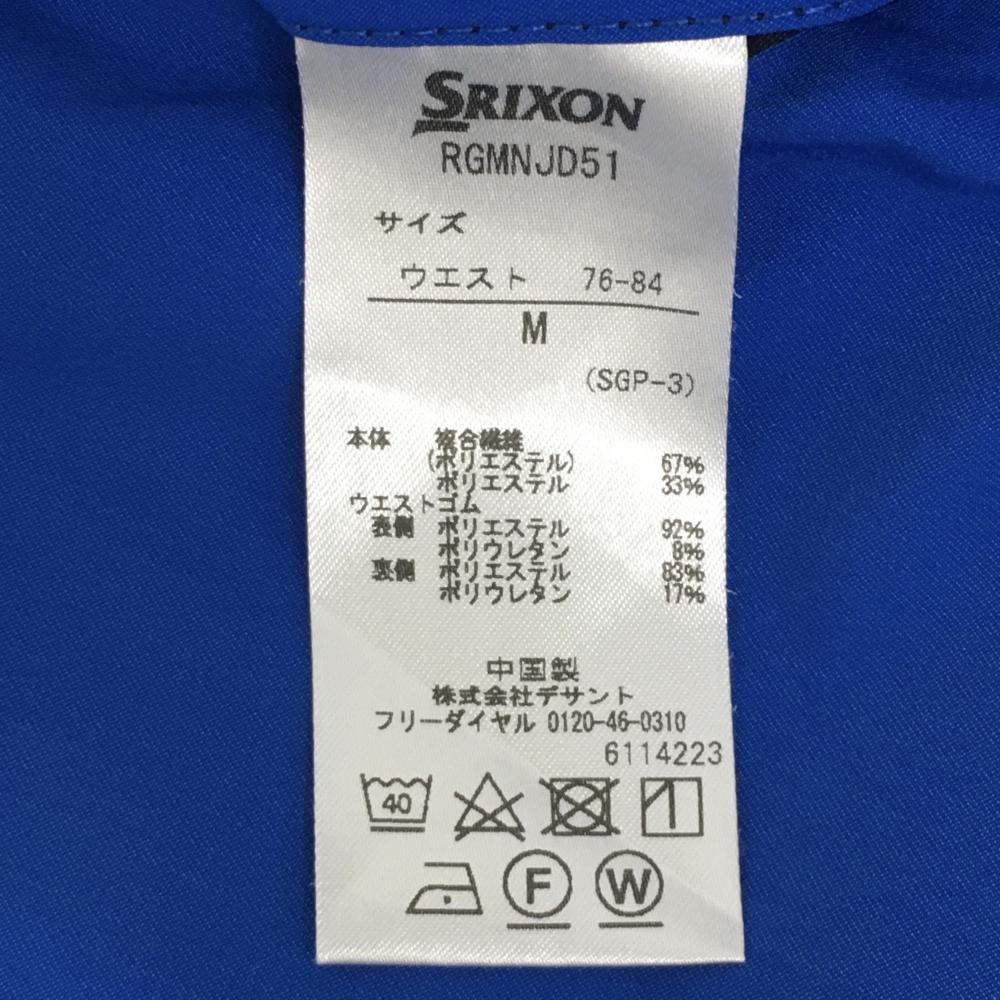 SRIXON
RGMNJD51
サイズ
ウエスト 76-84
M
(SGP-3)
本体 複合繊維
(ポリエステル) 67%
ポリエステル 33%
ウエストゴム
表側 ポリエステル 92%
ポリウレタン 8%
裏側 ポリエステル 83%
ポリウレタン 17%
中国製
株式会社デサント
フリーダイヤル 0120-46-0310
6114223
40
F W